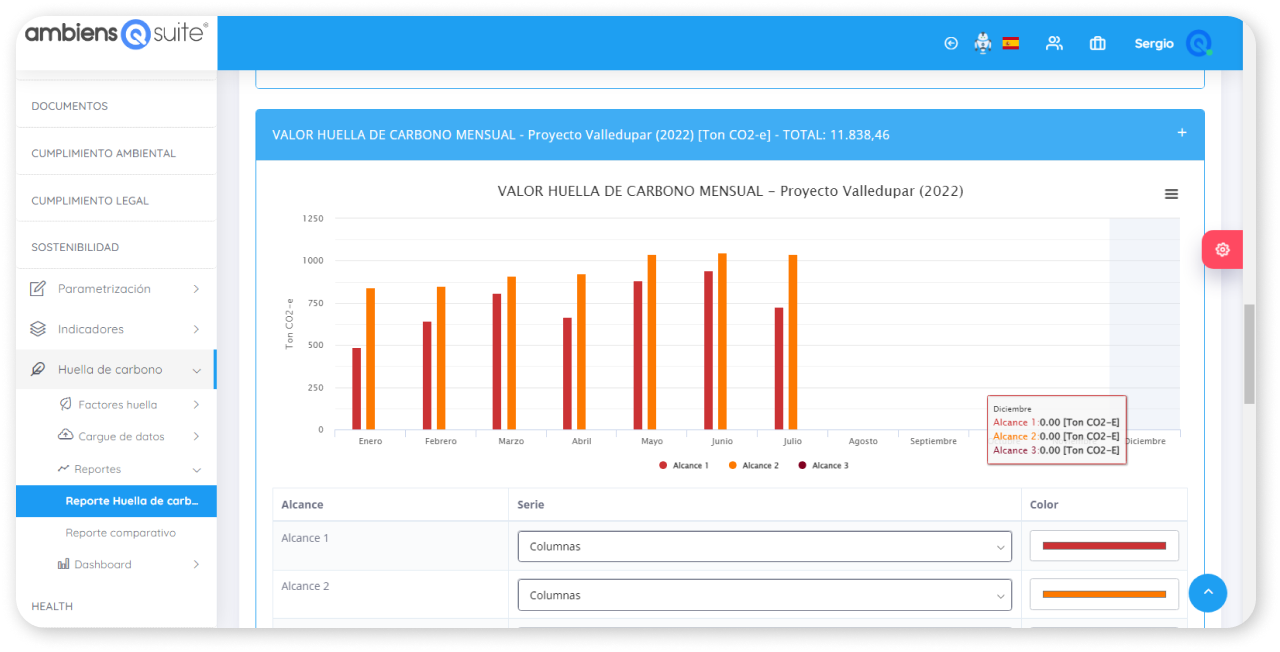 ambiens suite®
Sergio
DOCUMENTOS
CUMPLIMIENTO AMBIENTAL
CUMPLIMIENTO LEGAL
SOSTENIBILIDAD
Parametrización
Indicadores
Huella de carbono
Factores huella
Cargue de datos
Reportes
Reporte Huella de carb...
Reporte comparativo
Dashboard
HEALTH
VALOR HUELLA DE CARBONO MENSUAL - Proyecto Valledupar (2022) [Ton CO2-e] - TOTAL: 11.838,46
+
VALOR HUELLA DE CARBONO MENSUAL - Proyecto Valledupar (2022)
Ton CO2-e
1250
1000
750
500
250
0
Enero Febrero Marzo Abril Mayo Junio Julio Agosto Septiembre Diciembre
Diciembre
Alcance 1:0.00 [Ton CO2-E]
Alcance 2:0.00 [Ton CO2-E]
Alcance 3:0.00 [Ton CO2-E]
Alcance 1 Alcance 2 Alcance 3
Alcance Serie Color
Alcance 1 Columnas
Alcance 2 Columnas